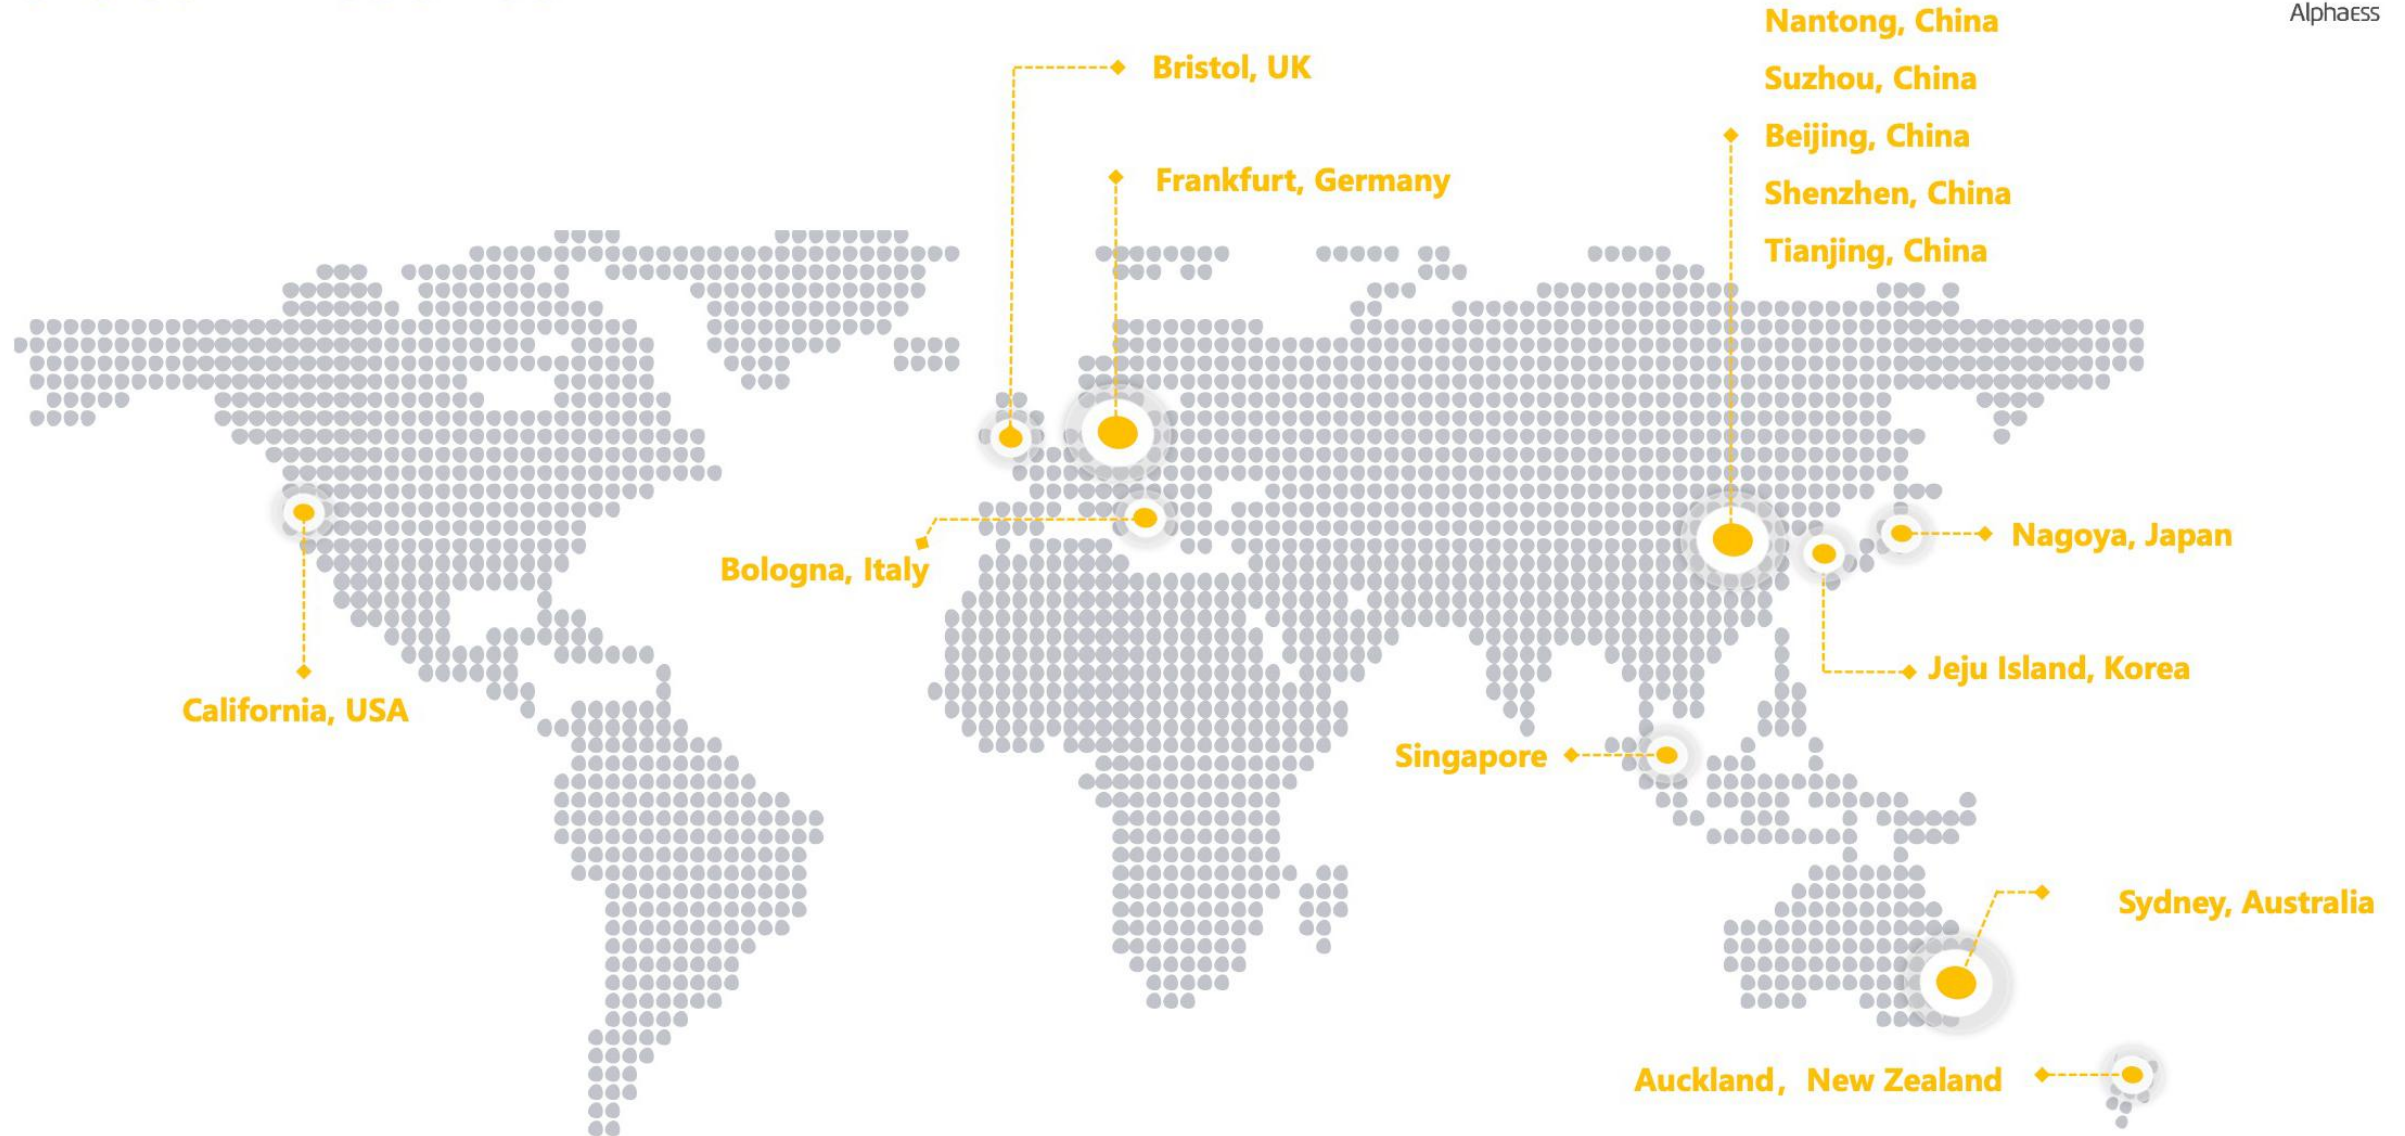 Alphaess
Nantong, China
Suzhou, China
Beijing, China
Shenzhen, China
Tianjing, China
Bristol, UK
Frankfurt, Germany
Bologna, Italy
Nagoya, Japan
Jeju Island, Korea
California, USA
Singapore
Sydney, Australia
Auckland，New Zealand